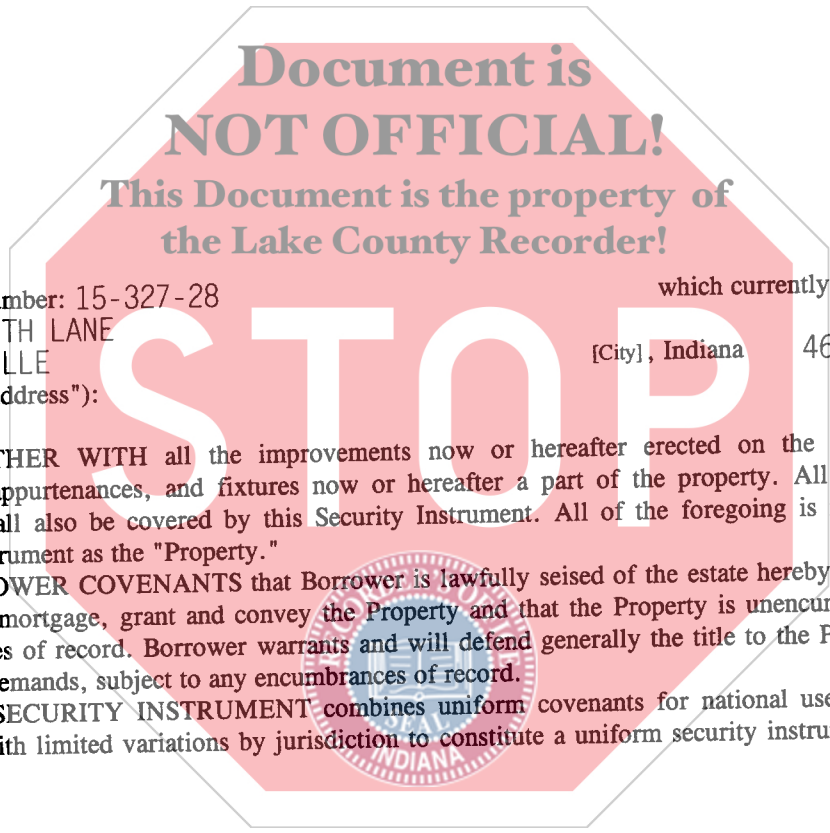 Document is
NOT OFFICIAL!
This Document is the property of
the Lake County Recorder!
mber: 15-327-28 which currently
TH LANE
LLE [City], Indiana 46
ddress"):
STOP
THER WITH all the improvements now or hereafter erected on the
ppurtenances, and fixtures now or hereafter a part of the property. All
all also be covered by this Security Instrument. All of the foregoing is
rument as the "Property."
OWER COVENANTS that Borrower is lawfully seised of the estate hereby
mortgage, grant and convey the Property and that the Property is unencum
es of record. Borrower warrants and will defend generally the title to the P
emands, subject to any encumbrances of record.
SECURITY INSTRUMENT combines uniform covenants for national use
ith limited variations by jurisdiction to constitute a uniform security instru
SEAL
INDIANA